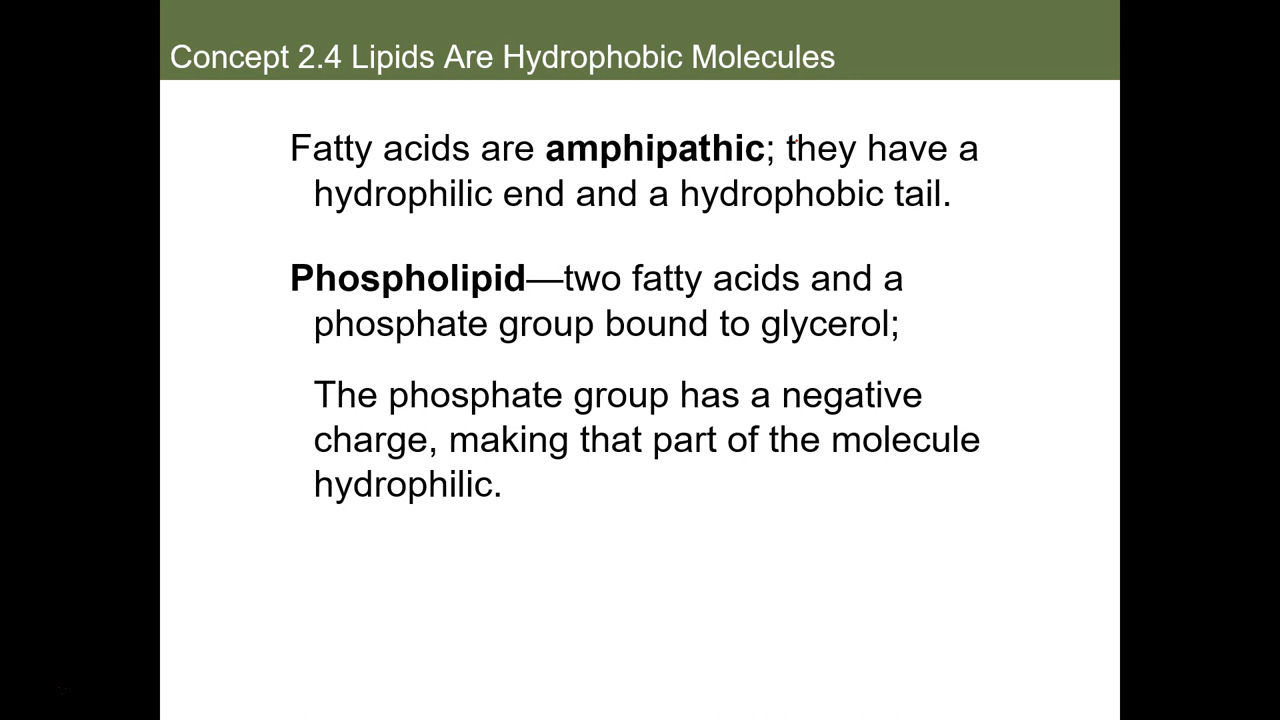 Concept 2.4 Lipids Are Hydrophobic Molecules
Fatty acids are amphipathic; they have a
hydrophilic end and a hydrophobic tail.
Phospholipid—two fatty acids and a
phosphate group bound to glycerol;
The phosphate group has a negative
charge, making that part of the molecule
hydrophilic.